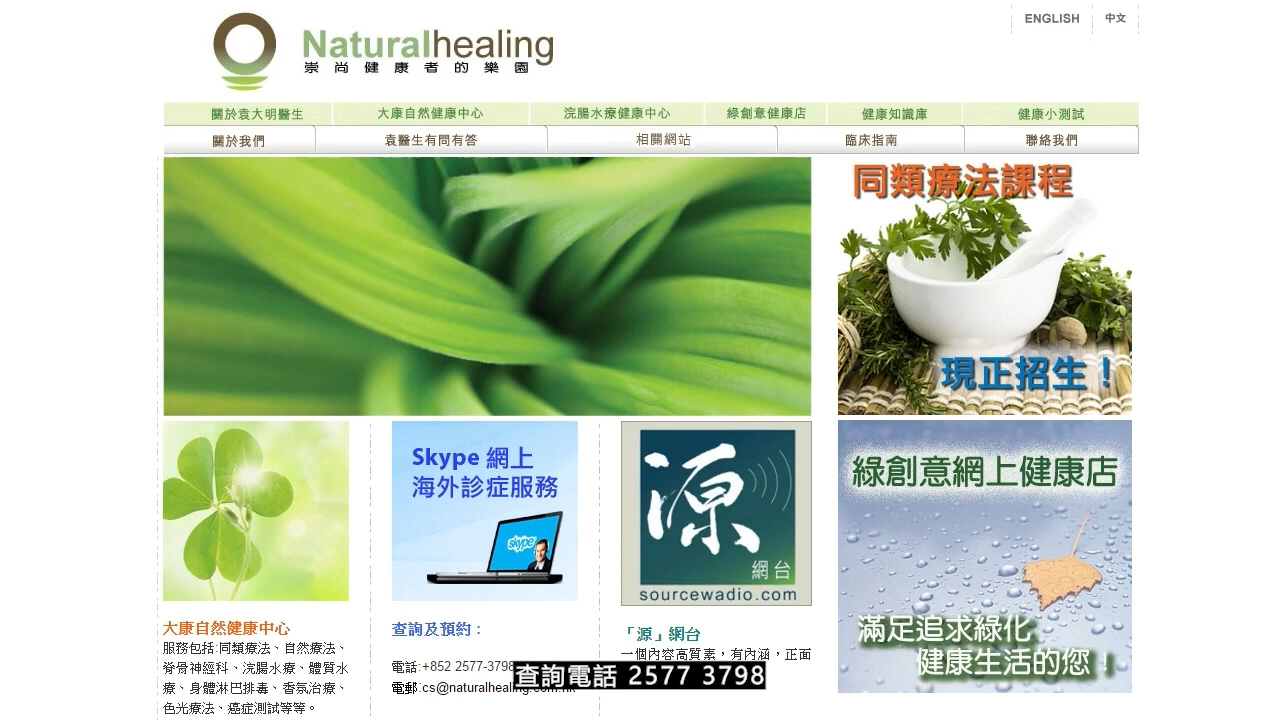 ENGLISH
中文
Naturalhealing
崇尚健康者的樂園
關於袁大明醫生
大康自然健康中心
浣腸水療健康中心
綠創意健康店
健康知識庫
健康小測試
關於我們
袁醫生有問有答
相關網站
臨床指南
聯絡我們
同類療法課程
現正招生！
Skype 網上
海外診症服務
skype
源
網台
sourcewadio.com
綠創意網上健康店
滿足追求綠化
健康生活的您！
大康自然健康中心
服務包括:同類療法、自然療法、
脊骨神經科、浣腸水療、體質水
療、身體淋巴排毒、香氛治療、
色光療法、癌症測試等等。
查詢及預約：
電話:+852 2577-3798
電郵:cs@naturalhealing.com.hk
「源」網台
一個內容高質素，有內涵，正面
查詢電話 2577 3798